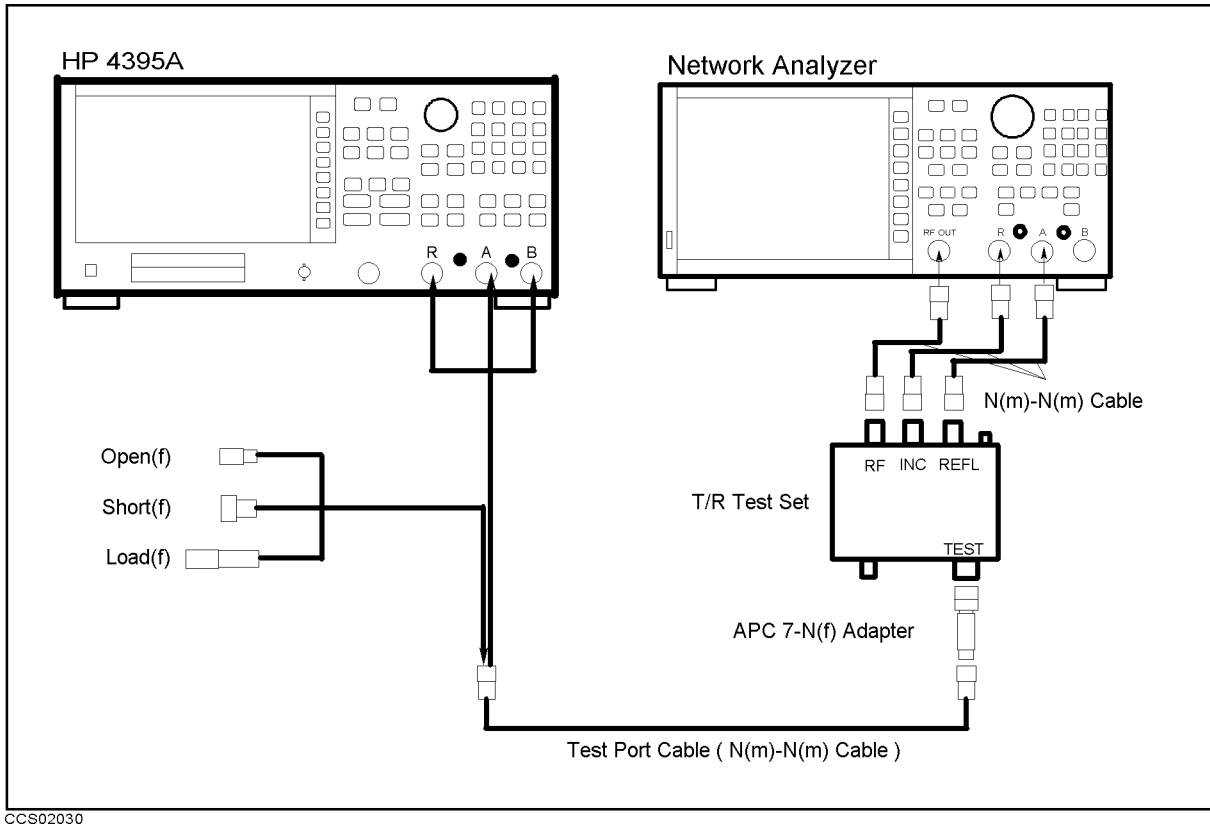 HP 4395A
Network Analyzer
R A B
RF OUT R A B
N(m)-N(m) Cable
Open(f)
Short(f)
Load(f)
RF INC REFL
T/R Test Set
TEST
APC 7-N(f) Adapter
Test Port Cable ( N(m)-N(m) Cable )
CCS02030